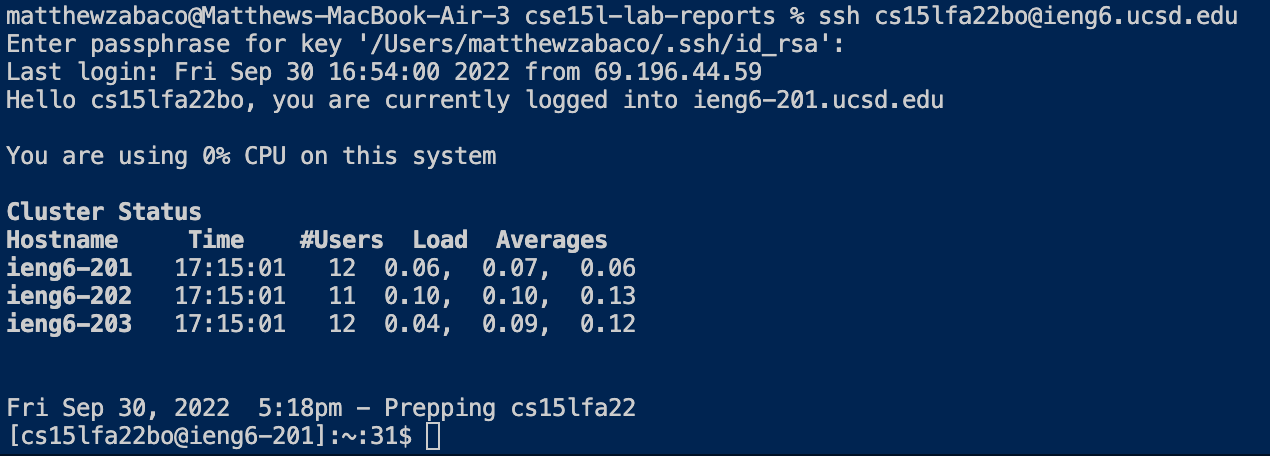 matthewzabaco@Matthews-MacBook-Air-3 cse15l-lab-reports % ssh cs15lfa22bo@ieng6.ucsd.edu
Enter passphrase for key '/Users/matthewzabaco/.ssh/id_rsa':
Last login: Fri Sep 30 16:54:00 2022 from 69.196.44.59
Hello cs15lfa22bo, you are currently logged into ieng6-201.ucsd.edu
You are using 0% CPU on this system
Cluster Status
Hostname     Time    #Users  Load  Averages
ieng6-201   17:15:01   12  0.06,  0.07,  0.06
ieng6-202   17:15:01   11  0.10,  0.10,  0.13
ieng6-203   17:15:01   12  0.04,  0.09,  0.12
Fri Sep 30, 2022  5:18pm - Prepping cs15lfa22
[cs15lfa22bo@ieng6-201]:~:31$